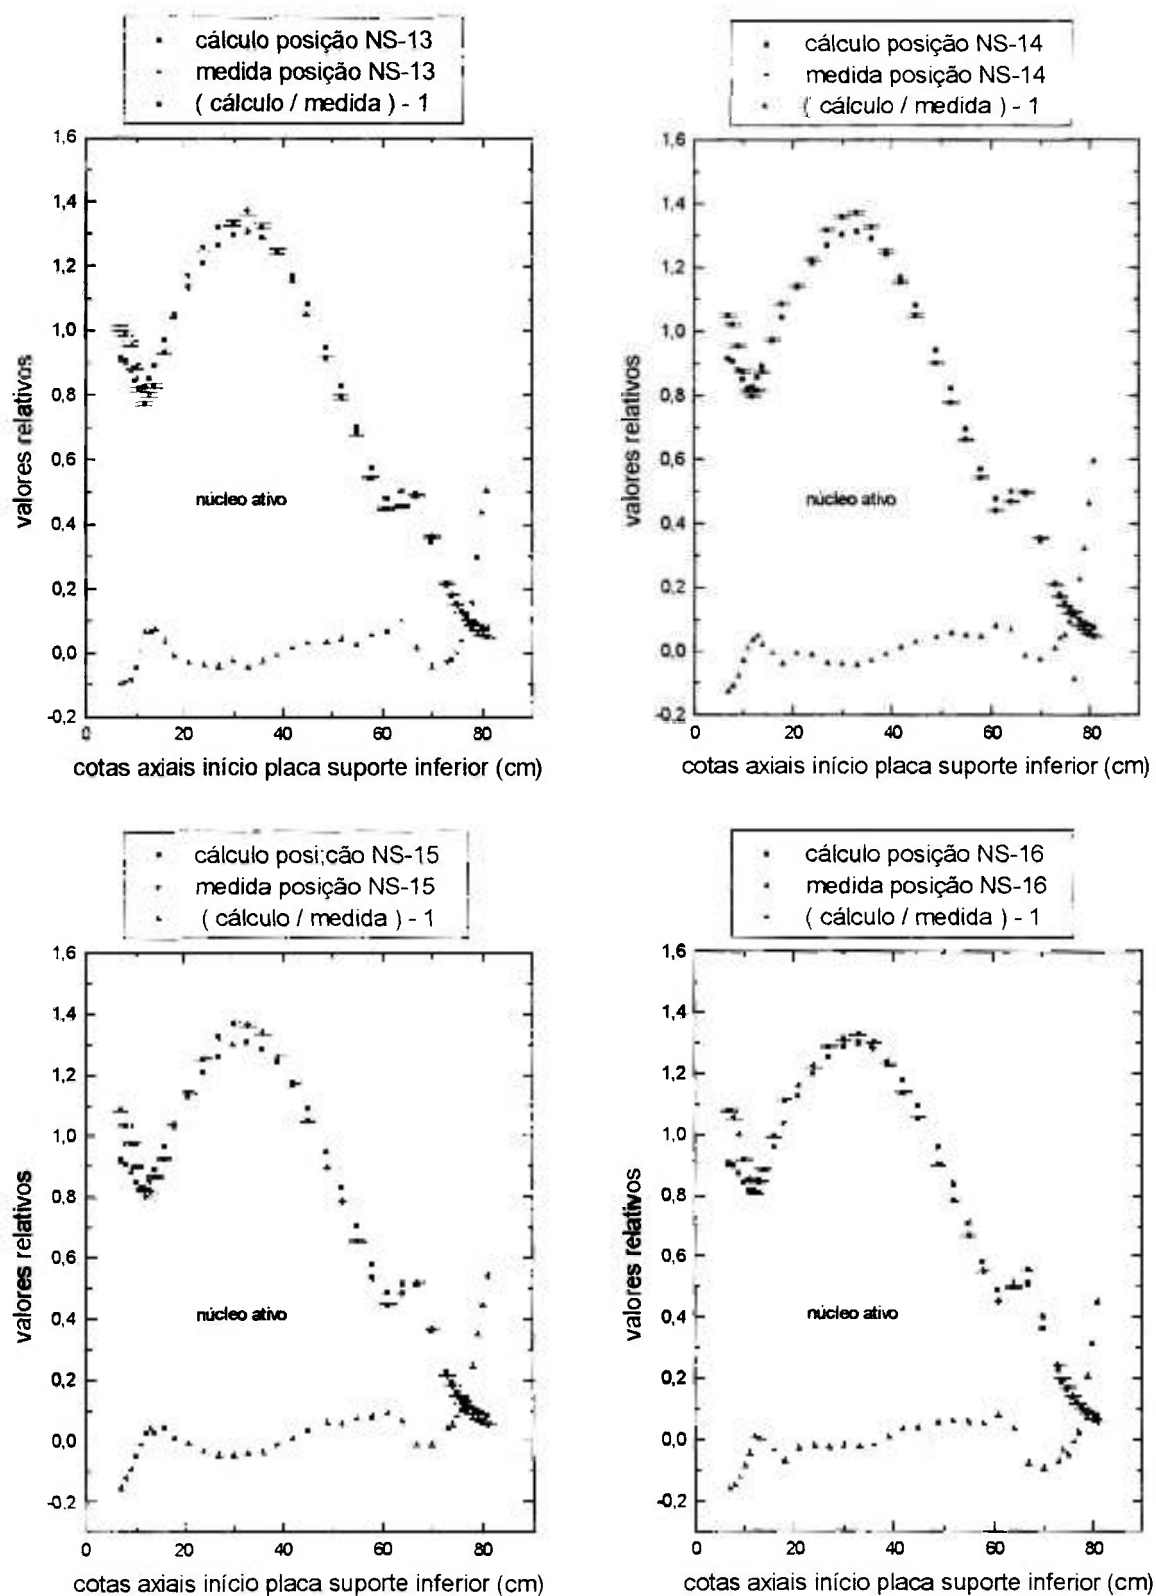 cálculo posição NS-13
medida posição NS-13
( cálculo / medida ) - 1
1,6
1,4
1,2
1,0
0,8
0,6
0,4
0,2
0,0
-0,2
valores relativos
núcleo ativo
0 20 40 60 80
cotas axiais início placa suporte inferior (cm)
cálculo posição NS-14
medida posição NS-14
( cálculo / medida ) - 1
1,6
1,4
1,2
1,0
0,8
0,6
0,4
0,2
0,0
-0,2
valores relativos
núcleo ativo
0 20 40 60 80
cotas axiais início placa suporte inferior (cm)
cálculo posi:cão NS-15
medida posição NS-15
( cálculo / medida ) - 1
1,6
1,4
1,2
1,0
0,8
0,6
0,4
0,2
0,0
-0,2
valores relativos
núcleo ativo
0 20 40 60 80
cotas axiais início placa suporte inferior (cm)
cálculo posição NS-16
medida posição NS-16
( cálculo / medida ) - 1
1,6
1,4
1,2
1,0
0,8
0,6
0,4
0,2
0,0
-0,2
valores relativos
núcleo ativo
0 20 40 60 80
cotas axiais início placa suporte inferior (cm)